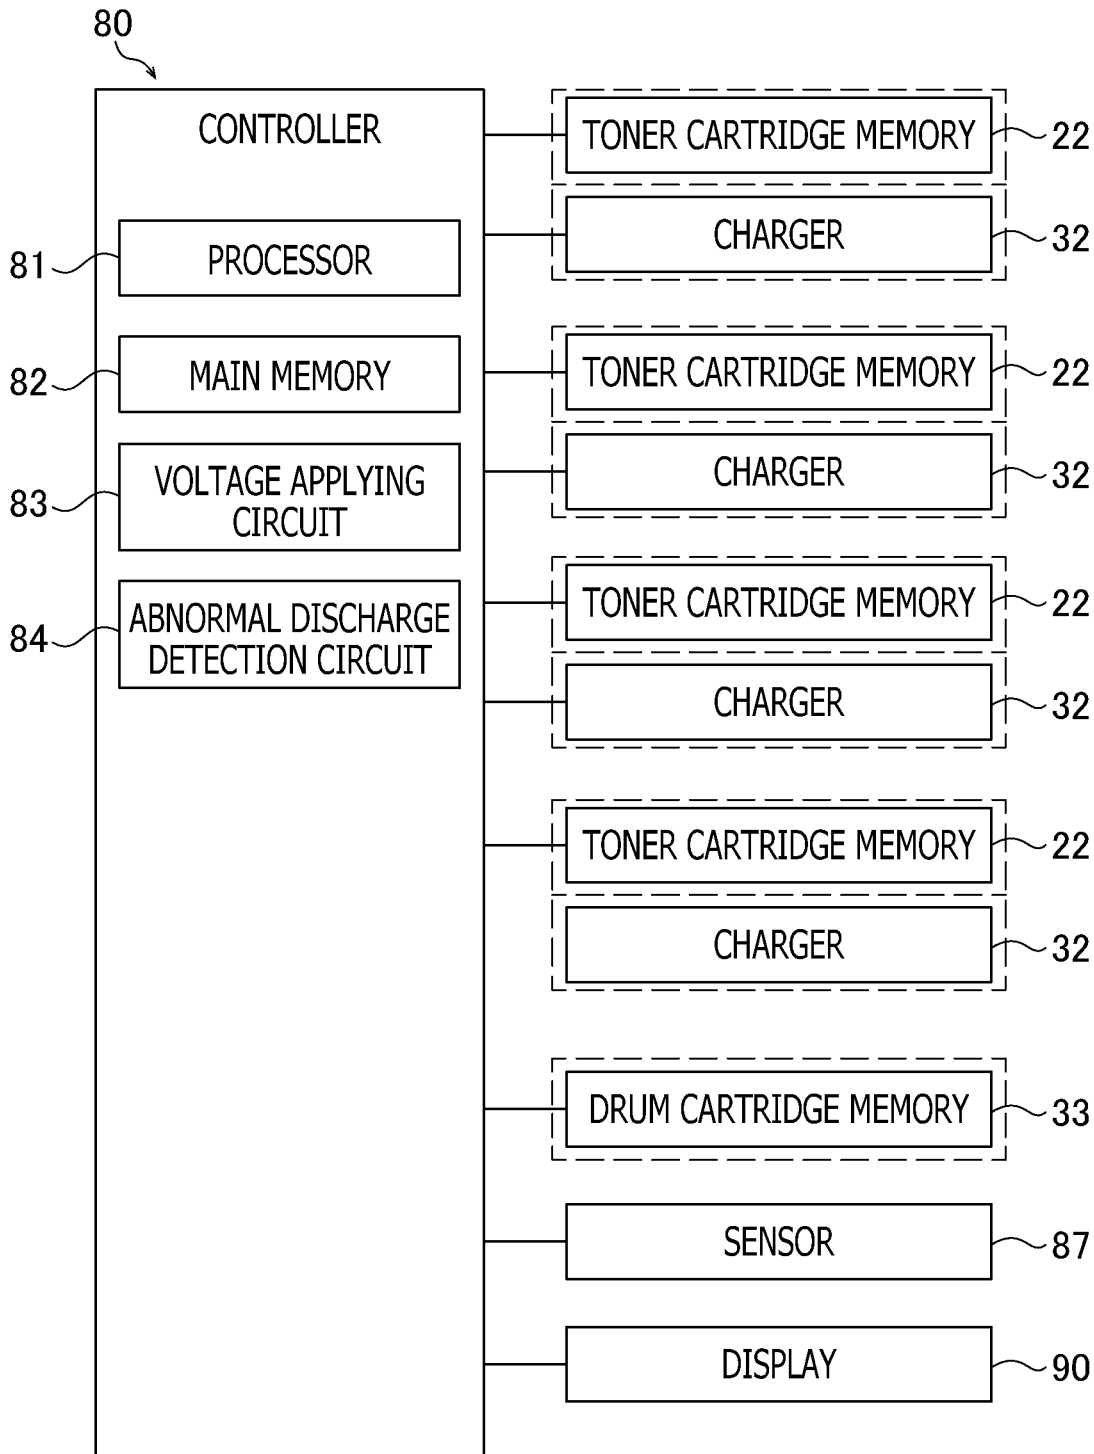 80
CONTROLLER
81
PROCESSOR
82
MAIN MEMORY
83
VOLTAGE APPLYING
CIRCUIT
84
ABNORMAL DISCHARGE
DETECTION CIRCUIT
TONER CARTRIDGE MEMORY
22
CHARGER
32
TONER CARTRIDGE MEMORY
22
CHARGER
32
TONER CARTRIDGE MEMORY
22
CHARGER
32
TONER CARTRIDGE MEMORY
22
CHARGER
32
DRUM CARTRIDGE MEMORY
33
SENSOR
87
DISPLAY
90